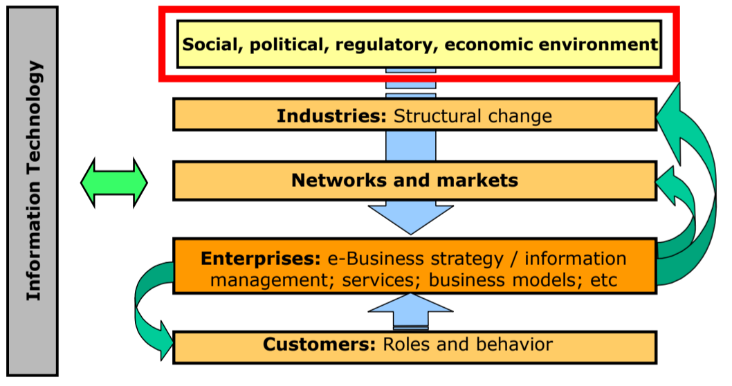 Information Technology
Social, political, regulatory, economic environment
Industries: Structural change
Networks and markets
Enterprises: e-Business strategy / information
management; services; business models; etc
Customers: Roles and behavior